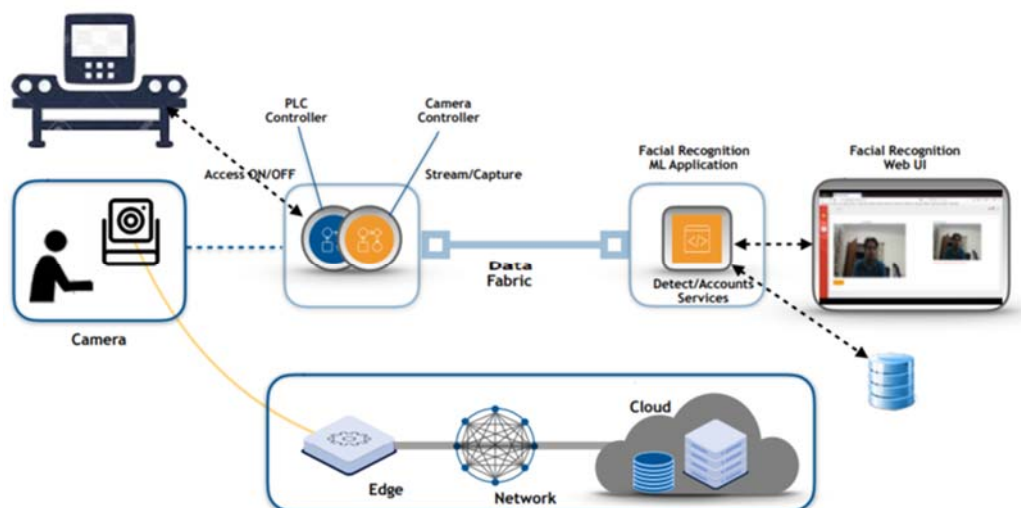 PLC
Controller
Camera
Controller
Access ON/OFF
Stream/Capture
Facial Recognition
ML Application
Facial Recognition
Web UI
Data
Fabric
Detect/Accounts
Services
Camera
Edge
Network
Cloud